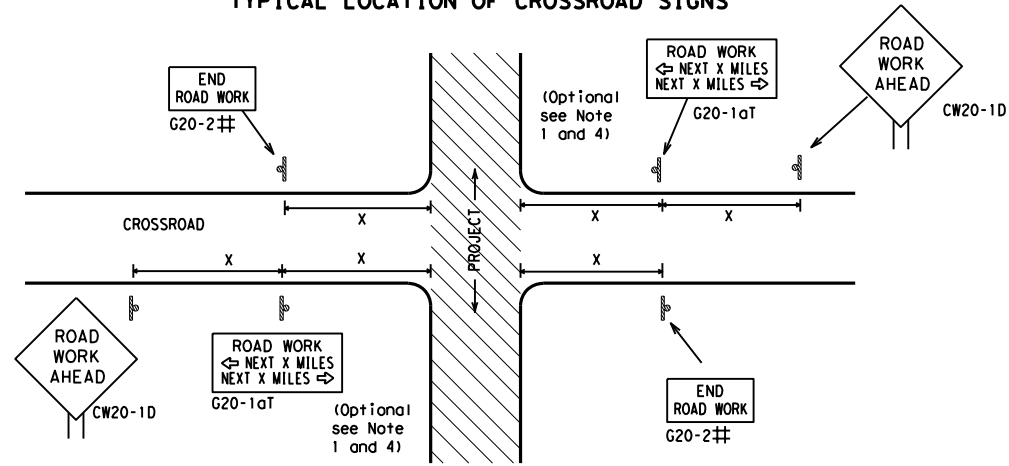 TYPICAL LOCATION OF CROSSROAD SIGNS
ROAD
WORK
AHEAD
CW20-1D
ROAD WORK
⇦ NEXT X MILES
NEXT X MILES ⇨
G20-1aT
(Optional
see Note
1 and 4)
END
ROAD WORK
G20-2#
X
X
X
CROSSROAD
PROJECT
X
X
X
ROAD
WORK
AHEAD
CW20-1D
ROAD WORK
⇦ NEXT X MILES
NEXT X MILES ⇨
G20-1aT
(Optional
see Note
1 and 4)
END
ROAD WORK
G20-2#